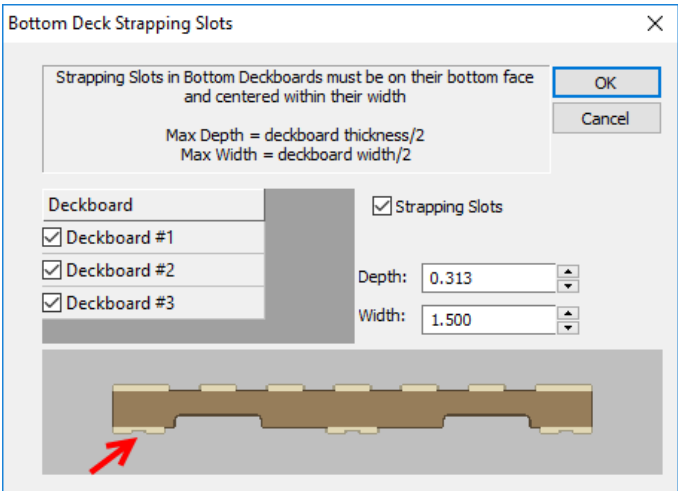 Bottom Deck Strapping Slots
Strapping Slots in Bottom Deckboards must be on their bottom face
and centered within their width
Max Depth = deckboard thickness/2
Max Width = deckboard width/2
OK
Cancel
Deckboard
Deckboard #1
Deckboard #2
Deckboard #3
Strapping Slots
Depth: 0.313
Width: 1.500